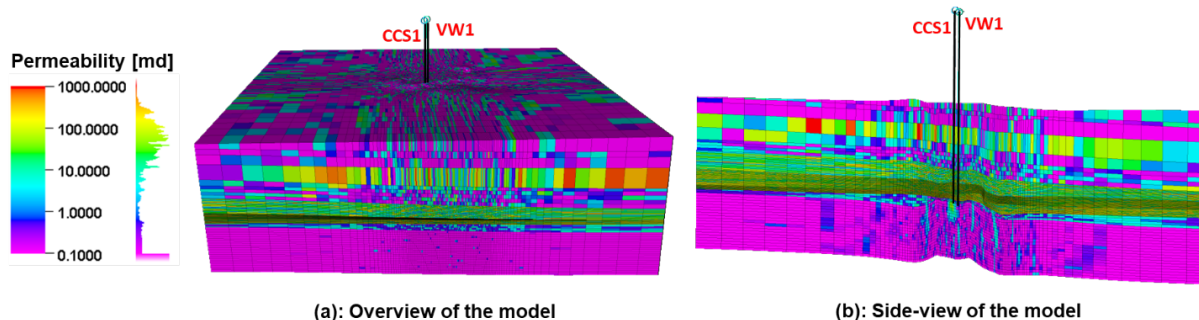 Permeability [md]
1000.0000
100.0000
10.0000
1.0000
0.1000
CCS1 VW1
(a): Overview of the model
CCS1 VW1
(b): Side-view of the model